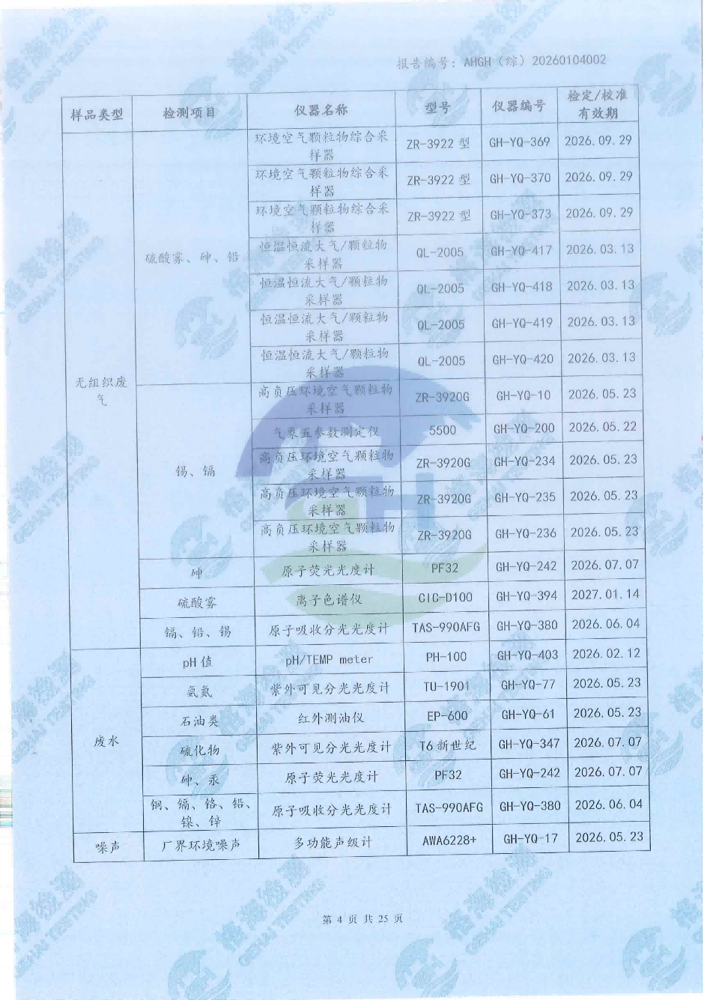 报告编号：AHGH（综）20260104002
样品类型 检测项目 仪器名称 型号 仪器编号 检定/校准
有效期
无组织废
气
硫酸雾、砷、铅
环境空气颗粒物综合采
样器 ZR-3922 型 GH-YQ-369 2026.09.29
环境空气颗粒物综合采
样器 ZR-3922 型 GH-YQ-370 2026.09.29
环境空气颗粒物综合采
样器 ZR-3922 型 GH-YQ-373 2026.09.29
恒温恒流大气/颗粒物
采样器 QL-2005 GH-YQ-417 2026.03.13
恒温恒流大气/颗粒物
采样器 QL-2005 GH-YQ-418 2026.03.13
恒温恒流大气/颗粒物
采样器 QL-2005 GH-YQ-419 2026.03.13
恒温恒流大气/颗粒物
采样器 QL-2005 GH-YQ-420 2026.03.13
锡、镉
高负压环境空气颗粒物
采样器 ZR-3920G GH-YQ-10 2026.05.23
气象五参数测定仪 5500 GH-YQ-200 2026.05.22
高负压环境空气颗粒物
采样器 ZR-3920G GH-YQ-234 2026.05.23
高负压环境空气颗粒物
采样器 ZR-3920G GH-YQ-235 2026.05.23
高负压环境空气颗粒物
采样器 ZR-3920G GH-YQ-236 2026.05.23
砷 原子荧光光度计 PF32 GH-YQ-242 2026.07.07
硫酸雾 离子色谱仪 CIC-D100 GH-YQ-394 2027.01.14
镉、铅、锡 原子吸收分光光度计 TAS-990AFG GH-YQ-380 2026.06.04
废水
pH 值 pH/TEMP meter PH-100 GH-YQ-403 2026.02.12
氨氮 紫外可见分光光度计 TU-1901 GH-YQ-77 2026.05.23
石油类 红外测油仪 EP-600 GH-YQ-61 2026.05.23
硫化物 紫外可见分光光度计 T6 新世纪 GH-YQ-347 2026.07.07
砷、汞 原子荧光光度计 PF32 GH-YQ-242 2026.07.07
铜、镉、铬、铅、
镍、锌 原子吸收分光光度计 TAS-990AFG GH-YQ-380 2026.06.04
噪声 厂界环境噪声 多功能声级计 AWA6228+ GH-YQ-17 2026.05.23
第 4 页 共 25 页
格海检测
GEHAI TESTING